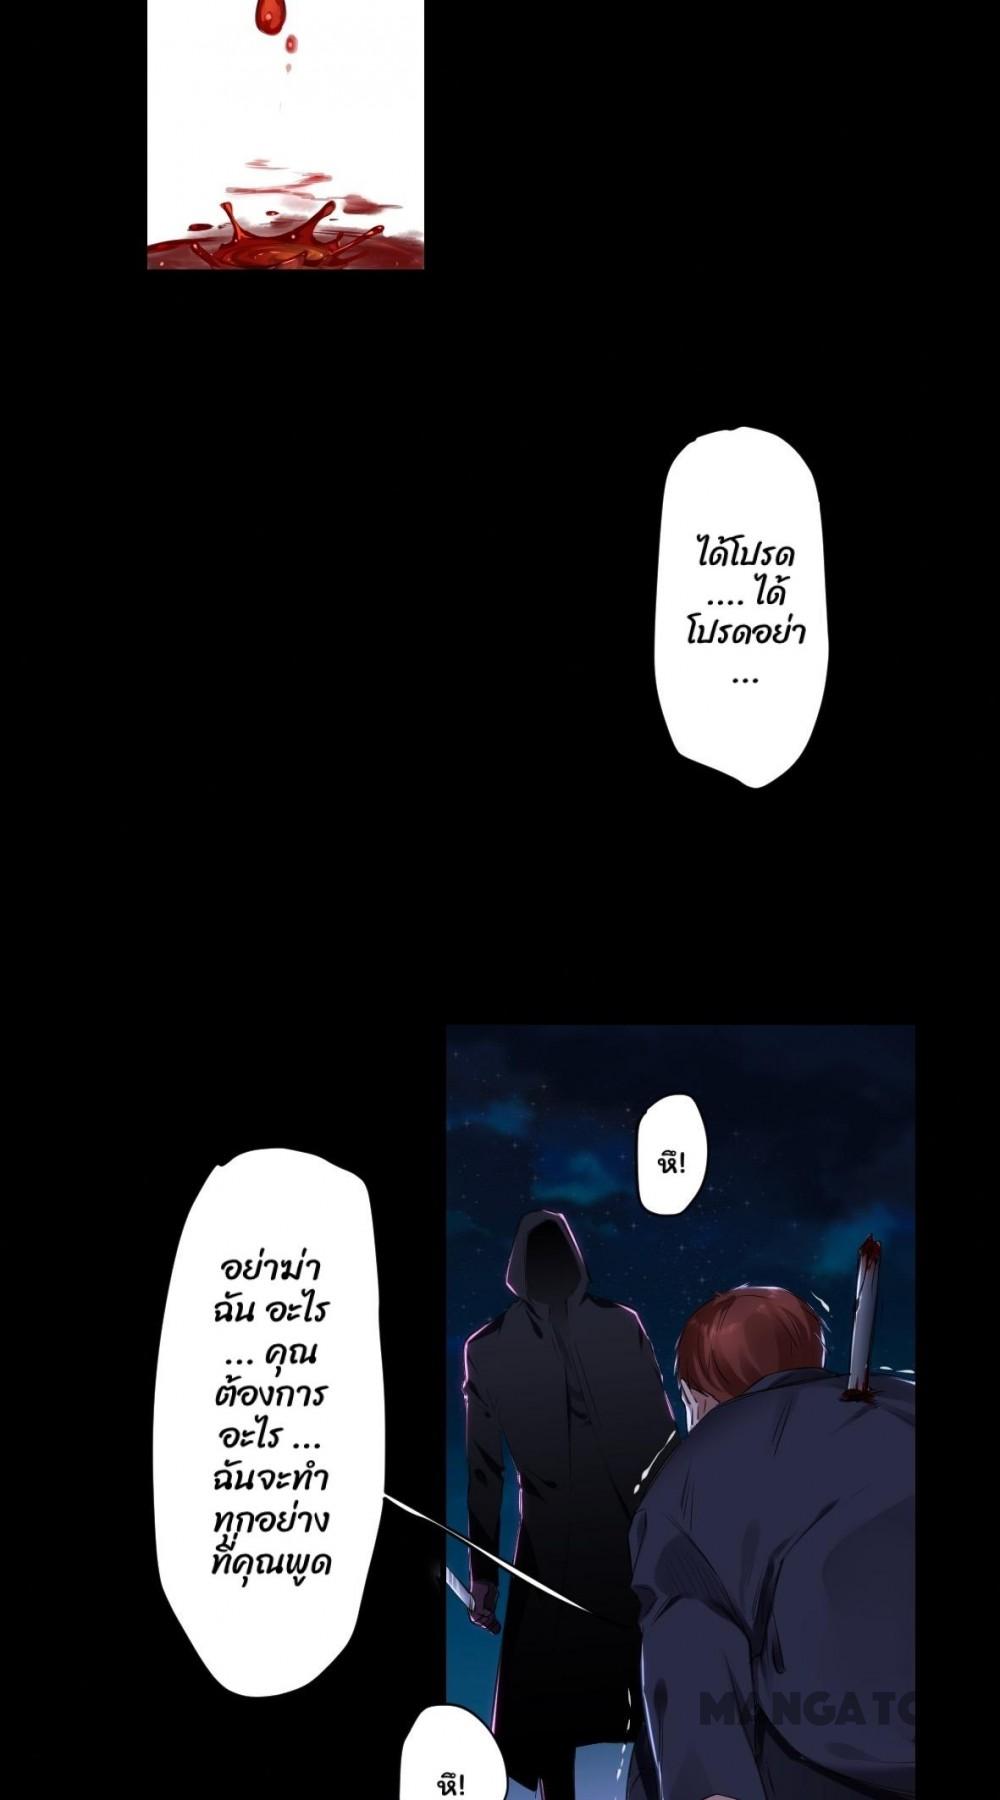 ได้โปรด
.... ได้
โปรดอย่า
...
หึ!
อย่าฆ่า
ฉัน อะไร
... คุณ
ต้องการ
อะไร ...
ฉันจะทำ
ทุกอย่าง
ที่คุณพูด
MANGATO
หึ!